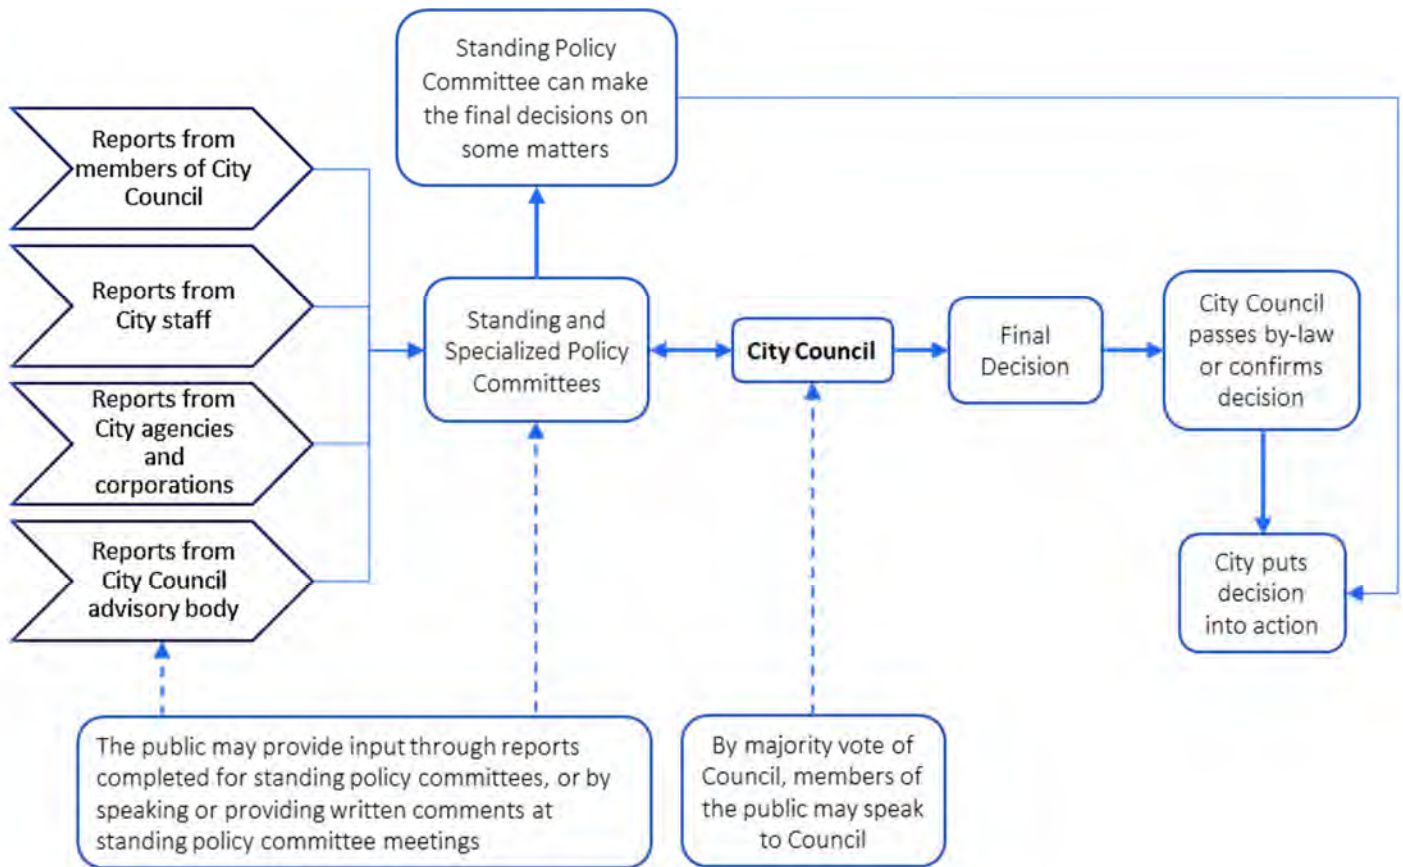 Standing Policy
Committee can make
the final decisions on
some matters
Reports from
members of City
Council
Reports from
City staff
Reports from
City agencies
and
corporations
Reports from
City Council
advisory body
Standing and
Specialized Policy
Committees
City Council
Final
Decision
City Council
passes by-law
or confirms
decision
City puts
decision
into action
The public may provide input through reports
completed for standing policy committees, or by
speaking or providing written comments at
standing policy committee meetings
By majority vote of
Council, members of
the public may speak
to Council